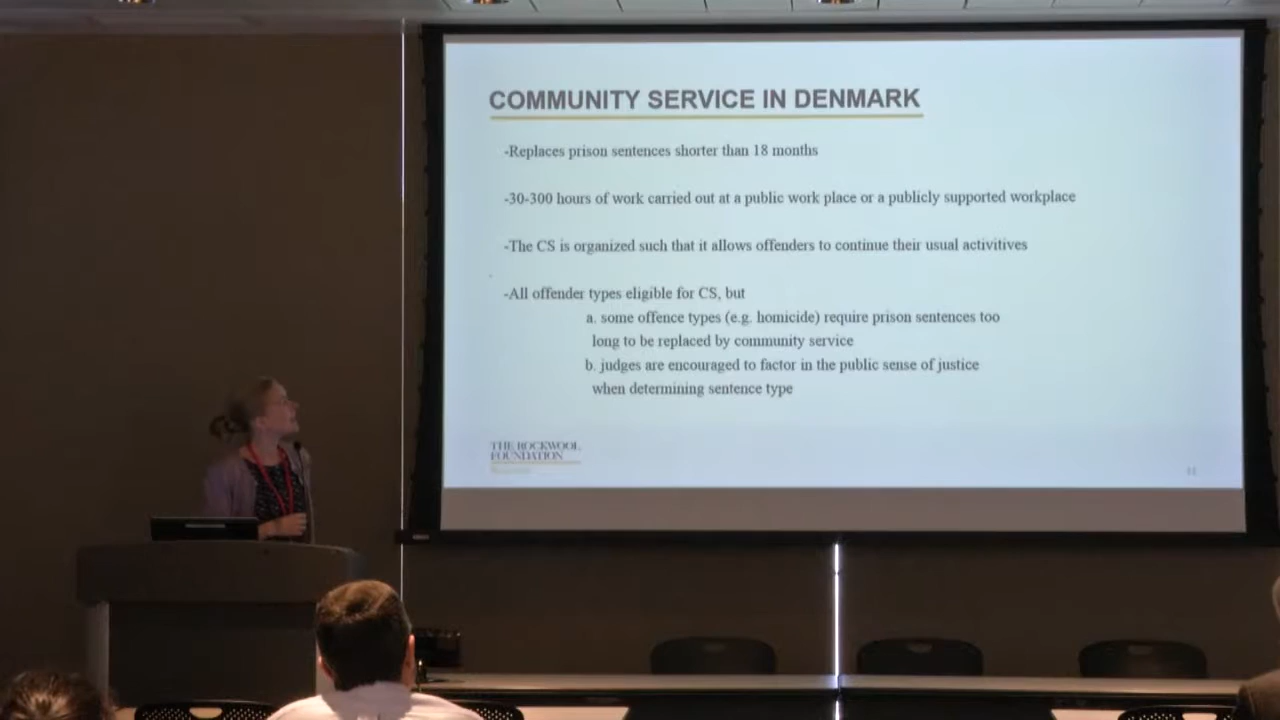 COMMUNITY SERVICE IN DENMARK
-Replaces prison sentences shorter than 18 months
-30-300 hours of work carried out at a public work place or a publicly supported workplace
-The CS is organized such that it allows offenders to continue their usual activitives
-All offender types eligible for CS, but
a. some offence types (e.g. homicide) require prison sentences too
long to be replaced by community service
b. judges are encouraged to factor in the public sense of justice
when determining sentence type
THE ROCKWOOL
FOUNDATION